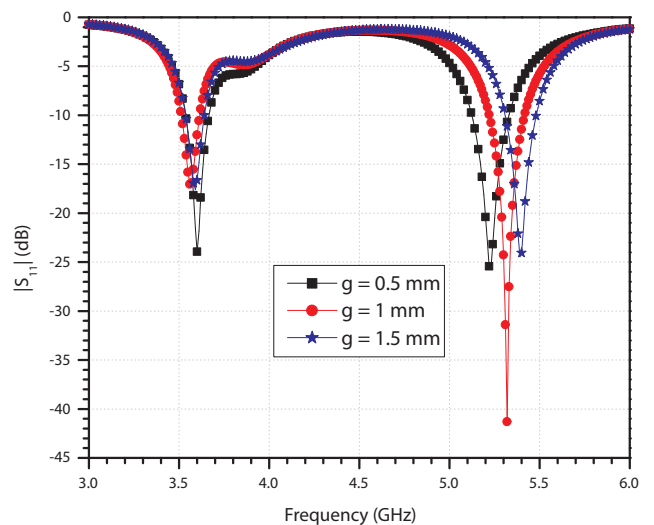 0
-5
-10
-15
-20
-25
-30
-35
-40
-45
|S11| (dB)
g = 0.5 mm
g = 1 mm
g = 1.5 mm
3.0 3.5 4.0 4.5 5.0 5.5 6.0
Frequency (GHz)